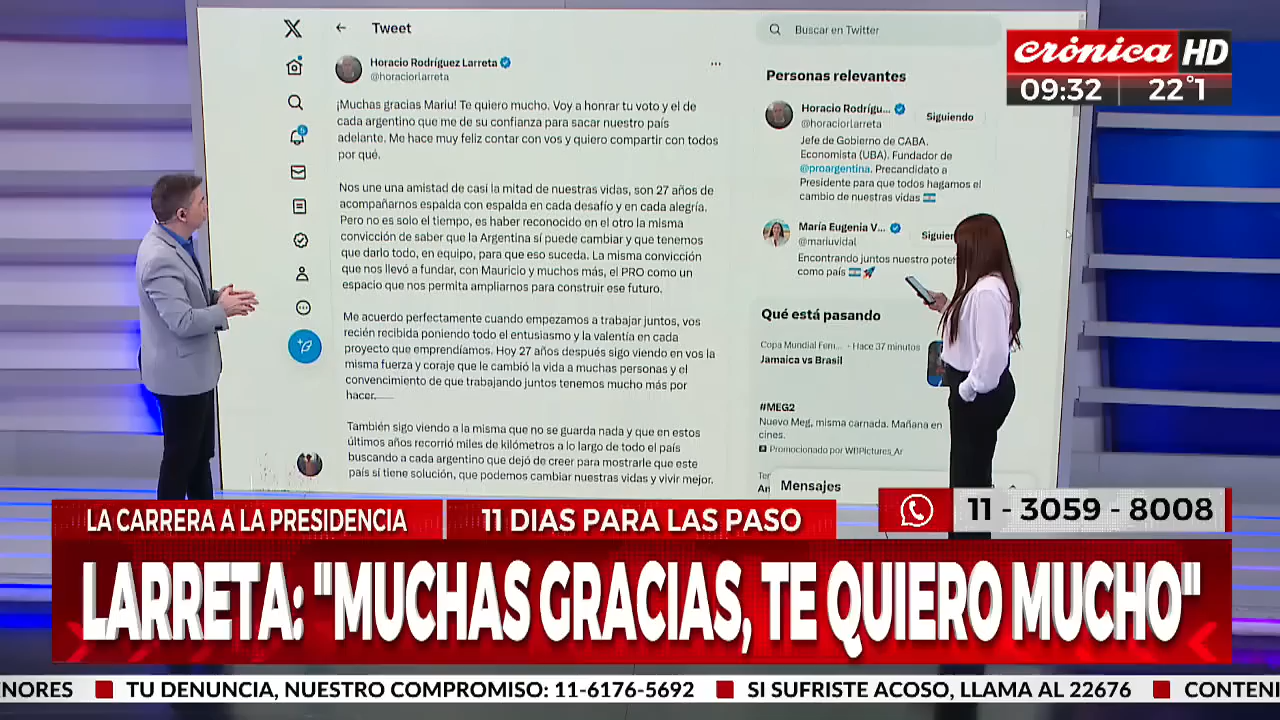 Tweet
Horacio Rodríguez Larreta
@horaciorlarreta
¡Muchas gracias Mariu! Te quiero mucho. Voy a honrar tu voto y el de
cada argentino que me de su confianza para sacar nuestro país
adelante. Me hace muy feliz contar con vos y quiero compartir con todos
por qué.
Nos une una amistad de casi la mitad de nuestras vidas, son 27 años de
acompañarnos espalda con espalda en cada desafío y en cada alegría.
Pero no es solo el tiempo, es haber reconocido en el otro la misma
convicción de saber que la Argentina sí puede cambiar y que tenemos
que darlo todo, en equipo, para que eso suceda. La misma convicción
que nos llevó a fundar, con Mauricio y muchos más, el PRO como un
espacio que nos permita ampliarnos para construir ese futuro.
Me acuerdo perfectamente cuando empezamos a trabajar juntos, vos
recién recibida poniendo todo el entusiasmo y la valentía en cada
proyecto que emprendíamos. Hoy 27 años después sigo viendo en vos la
misma fuerza y coraje que le cambió la vida a muchas personas y el
convencimiento de que trabajando juntos tenemos mucho más por
hacer.
También sigo viendo a la misma que no se guarda nada y que en estos
últimos años recorrió miles de kilómetros a lo largo de todo el país
buscando a cada argentino que dejó de creer para mostrarle que este
país sí tiene solución, que podemos cambiar nuestras vidas y vivir mejor.
Buscar en Twitter
Personas relevantes
Horacio Rodrígu...
@horaciorlarreta
Siguiendo
Jefe de Gobierno de CABA.
Economista (UBA). Fundador de
@proargentina. Precandidato a
Presidente para que todos hagamos el
cambio de nuestras vidas
María Eugenia V...
@mariuvidal
Siguier
Encontrando juntos nuestro poter
como país
Qué está pasando
Copa Mundial Fem... · Hace 37 minutos
Jamaica vs Brasil
#MEG2
Nuevo Meg, misma carnada. Mañana en
cines.
Promocionado por WBPictures_Ar
Mensajes
crónica HD
09:32 22°1
LA CARRERA A LA PRESIDENCIA
11 DIAS PARA LAS PASO
11 - 3059 - 8008
LARRETA: "MUCHAS GRACIAS, TE QUIERO MUCHO"
ENORES TU DENUNCIA, NUESTRO COMPROMISO: 11-6176-5692 SI SUFRISTE ACOSO, LLAMA AL 22676 CONTENI